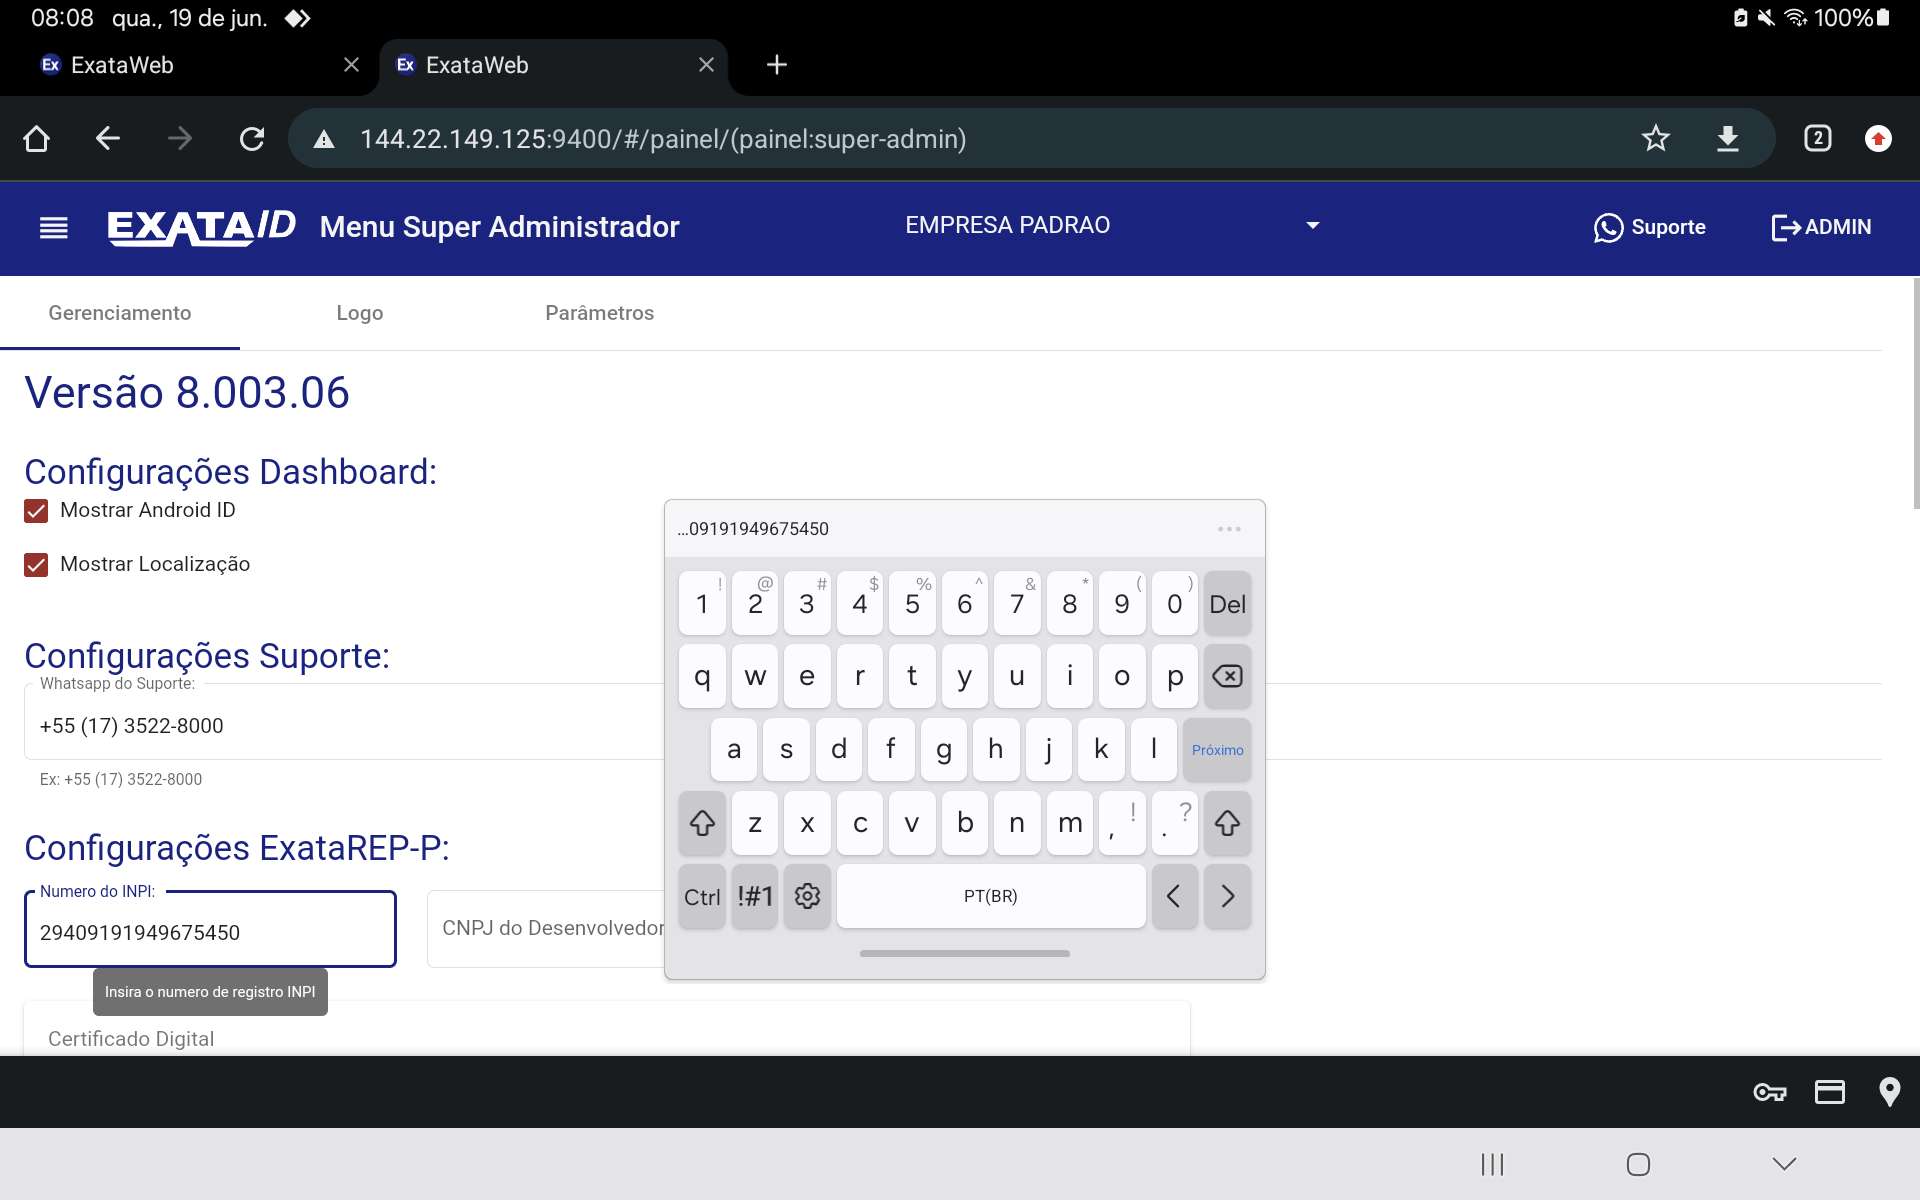 08:08 qua., 19 de jun. 100%
ExataWeb ExataWeb
144.22.149.125:9400/#/painel/(painel:super-admin) 2
EXATAID Menu Super Administrador EMPRESA PADRAO Suporte ADMIN
Gerenciamento Logo Parâmetros
Versão 8.003.06
Configurações Dashboard:
Mostrar Android ID
Mostrar Localização
Configurações Suporte:
Whatsapp do Suporte:
+55 (17) 3522-8000
Ex: +55 (17) 3522-8000
Configurações ExataREP-P:
Numero do INPI:
29409191949675450
CNPJ do Desenvolvedor
Insira o numero de registro INPI
Certificado Digital
...09191949675450
! @ # $ % ^ & * ( )
1 2 3 4 5 6 7 8 9 0 Del
q w e r t y u i o p
a s d f g h j k l Próximo
z x c v b n m , ! . ?
Ctrl !#1 PT(BR) < >